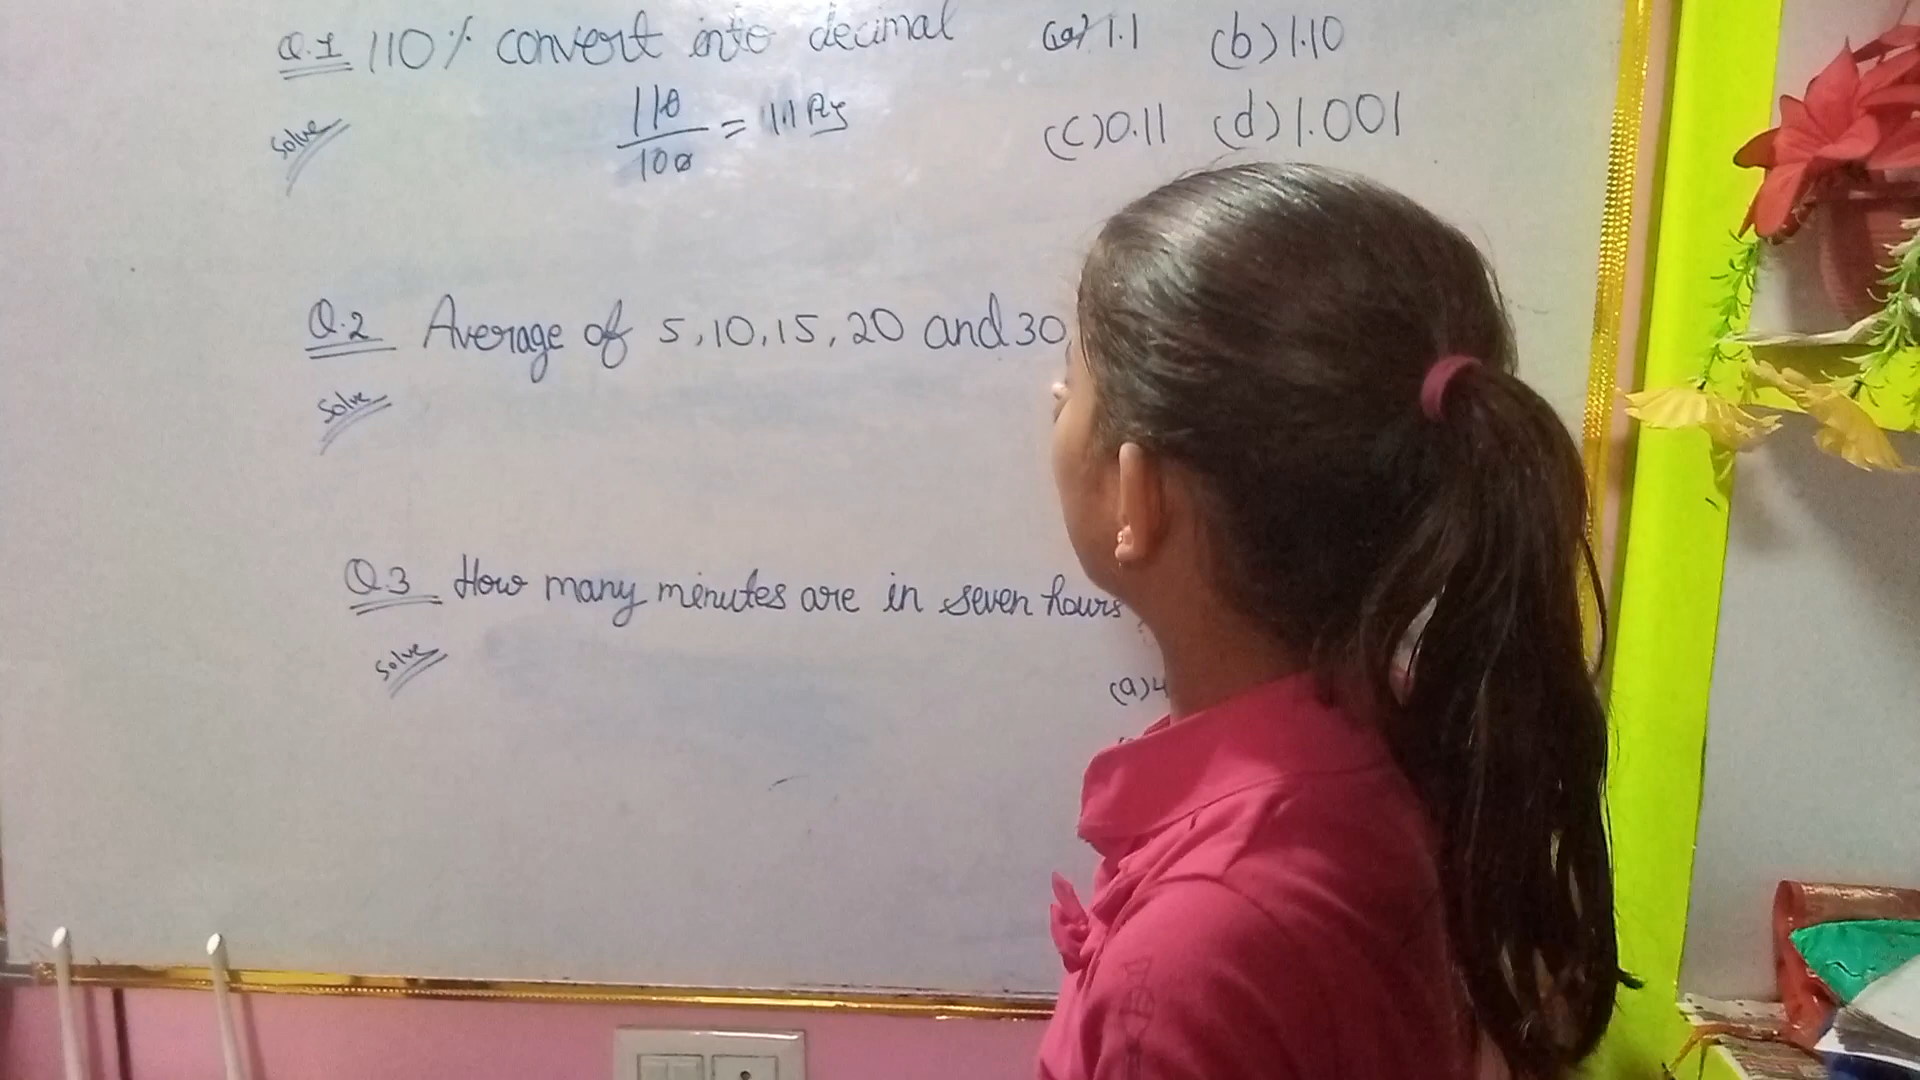 Q.1 110% convert into decimal (a) 1.1 (b) 1.10
Solve 110/100 = 1.1 (c) 0.11 (d) 1.001
Q.2 Average of 5, 10, 15, 20 and 30
Solve
Q.3 How many minutes are in seven hours
Solve
(a) 4